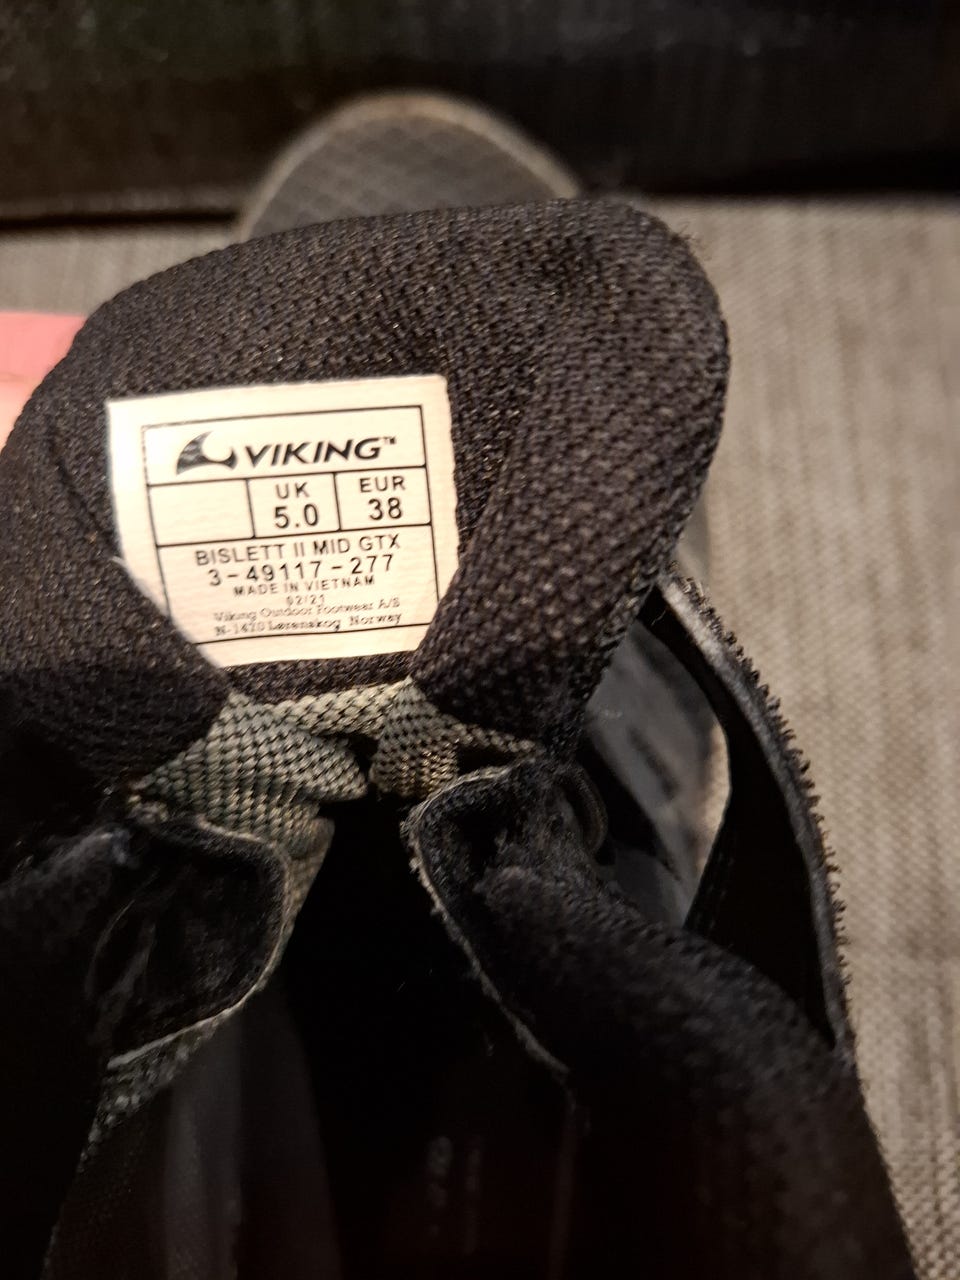 VIKING™
UK
5.0
EUR
38
BISLETT II MID GTX
3-49117-277
MADE IN VIETNAM
02/21
Viking Outdoor Footwear A/S
N-1470 Lørenskog Norway